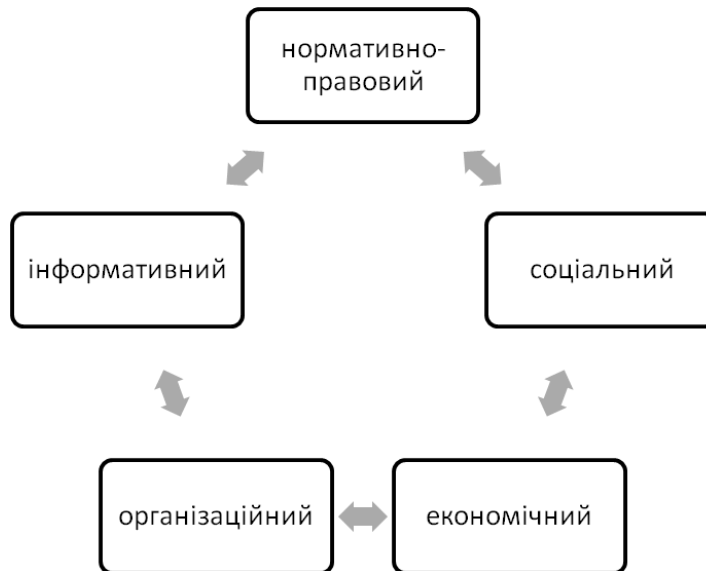 нормативно-
правовий
інформативний
соціальний
організаційний
економічний